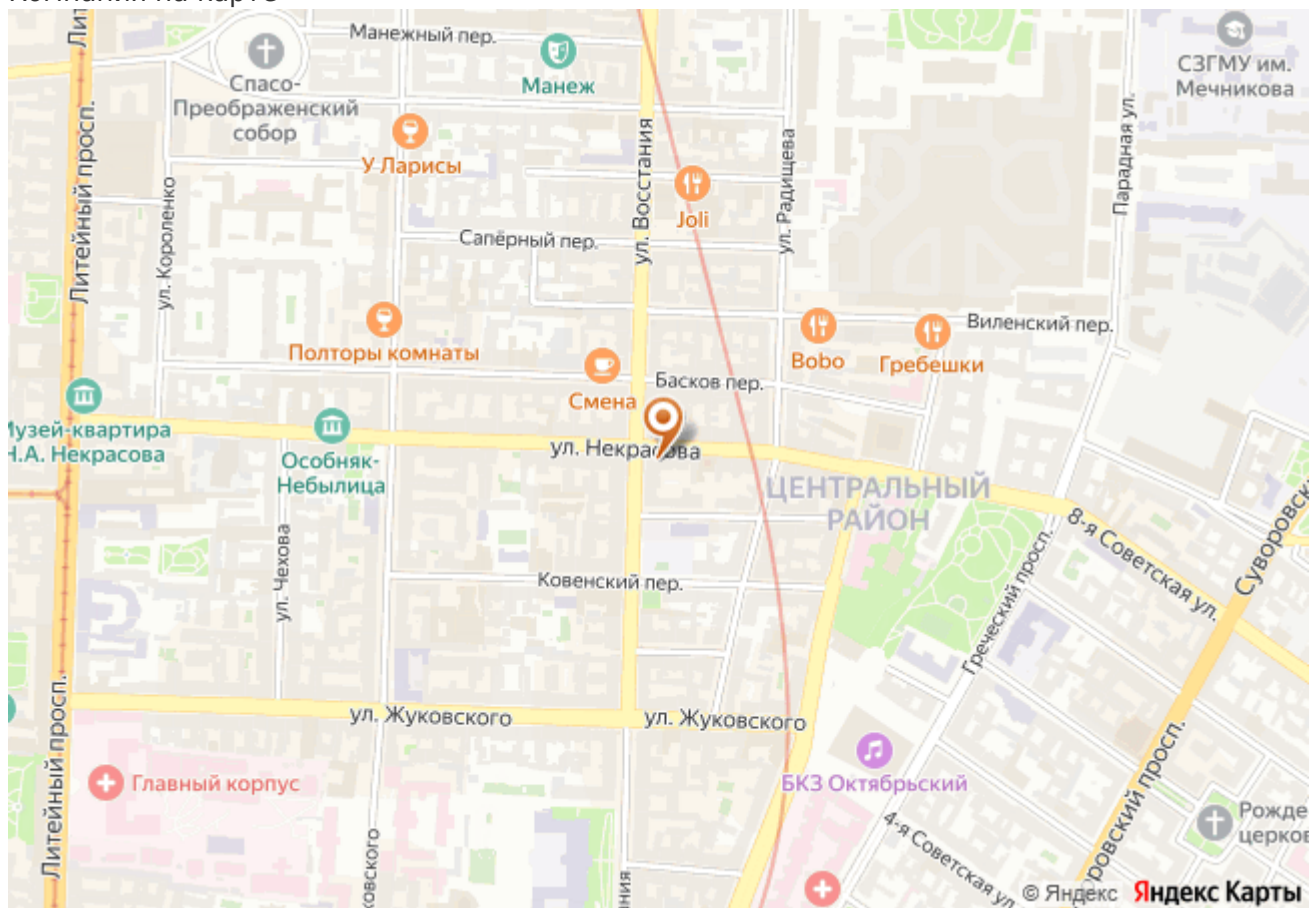 Компания на карте
Манежный пер.
Манеж
СЗГМУ им.
Мечникова
Спасо-
Преображенский
собор
У Ларисы
Литейный просп.
ул. Короленко
ул. Восстания
Joli
ул. Радищева
Парадная ул.
Сапёрный пер.
Полторы комнаты
Виленский пер.
Bobo
Гребешки
Басков пер.
Смена
Музей-квартира
Н.А. Некрасова
Особняк-
Небылица
ул. Некрасова
ЦЕНТРАЛЬНЫЙ
РАЙОН
8-я Советская ул.
Суворовский
ул. Чехова
Ковенский пер.
Греческий просп.
ул. Жуковского
ул. Жуковского
Литейный просп.
Главный корпус
БКЗ Октябрьский
4-я Советская ул.
Суворовский просп.
Рожде
церков
© Яндекс Яндекс Карты